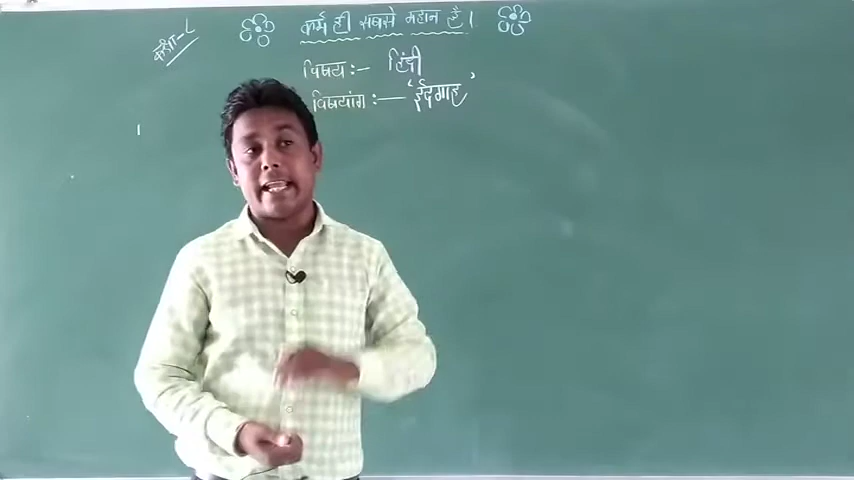 कक्षा-८
कर्म ही सबसे महान है।
विषय :- हिंदी
विषयांग :- 'ईदगाह'